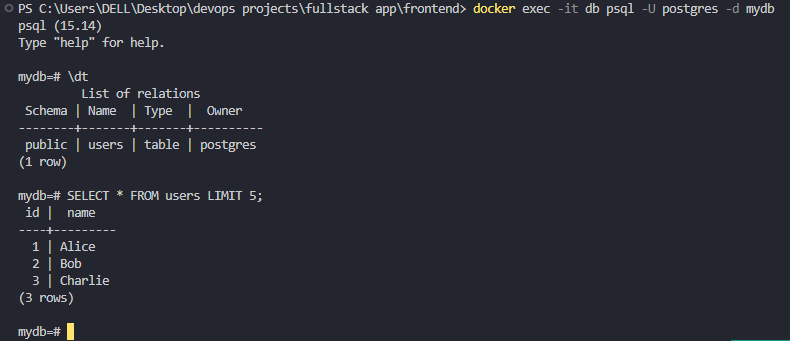 PS C:\Users\DELL\Desktop\devops projects\fullstack app\frontend> docker exec -it db psql -U postgres -d mydb
psql (15.14)
Type "help" for help.

mydb=# \dt
         List of relations
 Schema | Name  | Type  |  Owner
--------+-------+-------+----------
 public | users | table | postgres
(1 row)

mydb=# SELECT * FROM users LIMIT 5;
 id |  name
----+---------
  1 | Alice
  2 | Bob
  3 | Charlie
(3 rows)

mydb=#